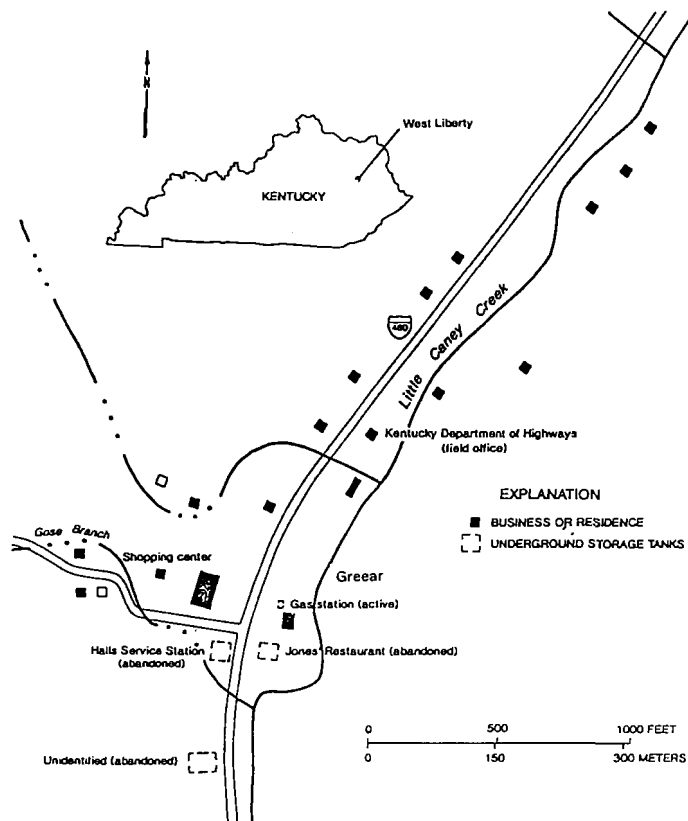 N
West Liberty
KENTUCKY
460
Little Caney Creek
Kentucky Department of Highways
(field office)
EXPLANATION
BUSINESS OR RESIDENCE
UNDERGROUND STORAGE TANKS
Gose Branch
Shopping center
Greear
Gas station (active)
Halls Service Station
(abandoned)
Jones' Restaurant (abandoned)
Unidentified (abandoned)
0 500 1000 FEET
0 150 300 METERS